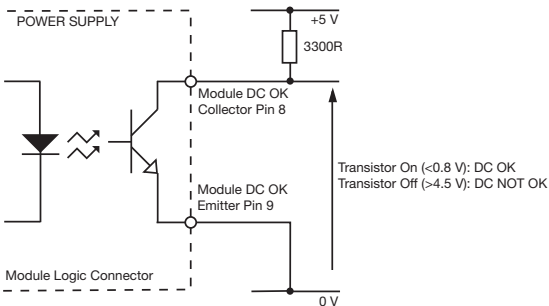 POWER SUPPLY
+5 V
3300R
Module DC OK
Collector Pin 8
Transistor On (<0.8 V): DC OK
Transistor Off (>4.5 V): DC NOT OK
Module DC OK
Emitter Pin 9
Module Logic Connector
0 V